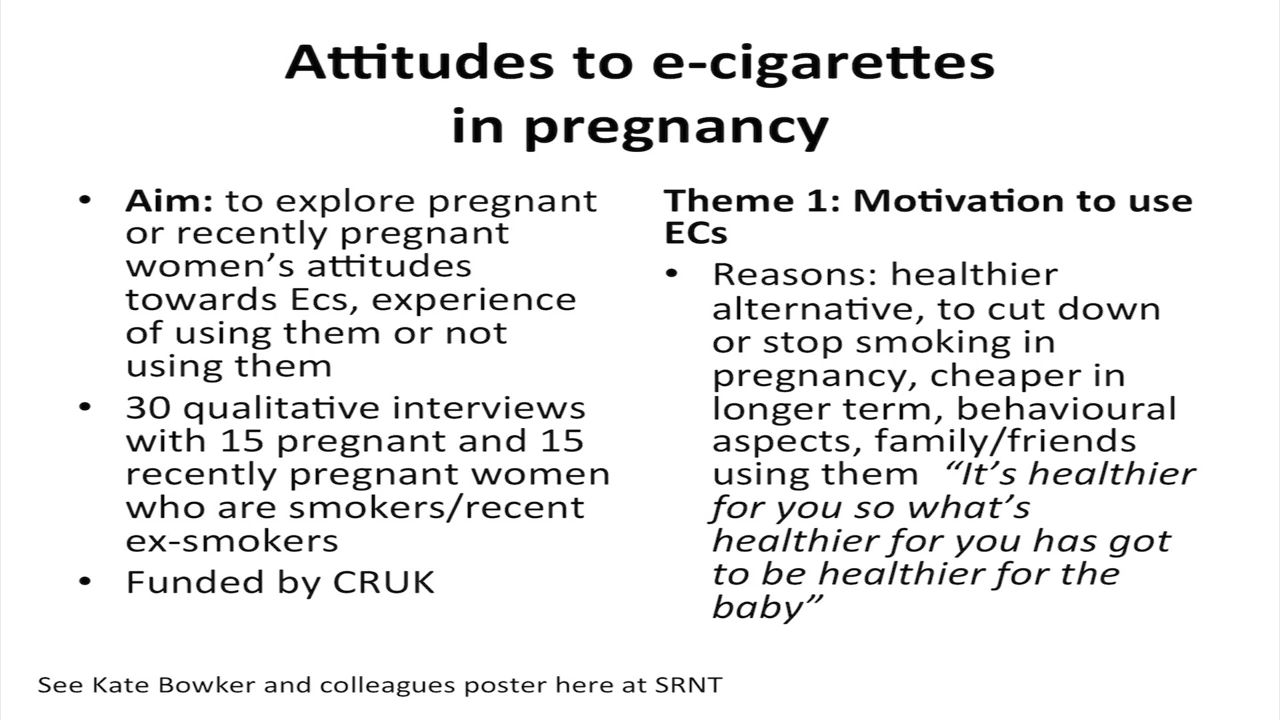 Attitudes to e-cigarettes
in pregnancy
• Aim: to explore pregnant
or recently pregnant
women's attitudes
towards Ecs, experience
of using them or not
using them
• 30 qualitative interviews
with 15 pregnant and 15
recently pregnant women
who are smokers/recent
ex-smokers
• Funded by CRUK
Theme 1: Motivation to use
ECs
• Reasons: healthier
alternative, to cut down
or stop smoking in
pregnancy, cheaper in
longer term, behavioural
aspects, family/friends
using them “It's healthier
for you so what's
healthier for you has got
to be healthier for the
baby”
See Kate Bowker and colleagues poster here at SRNT